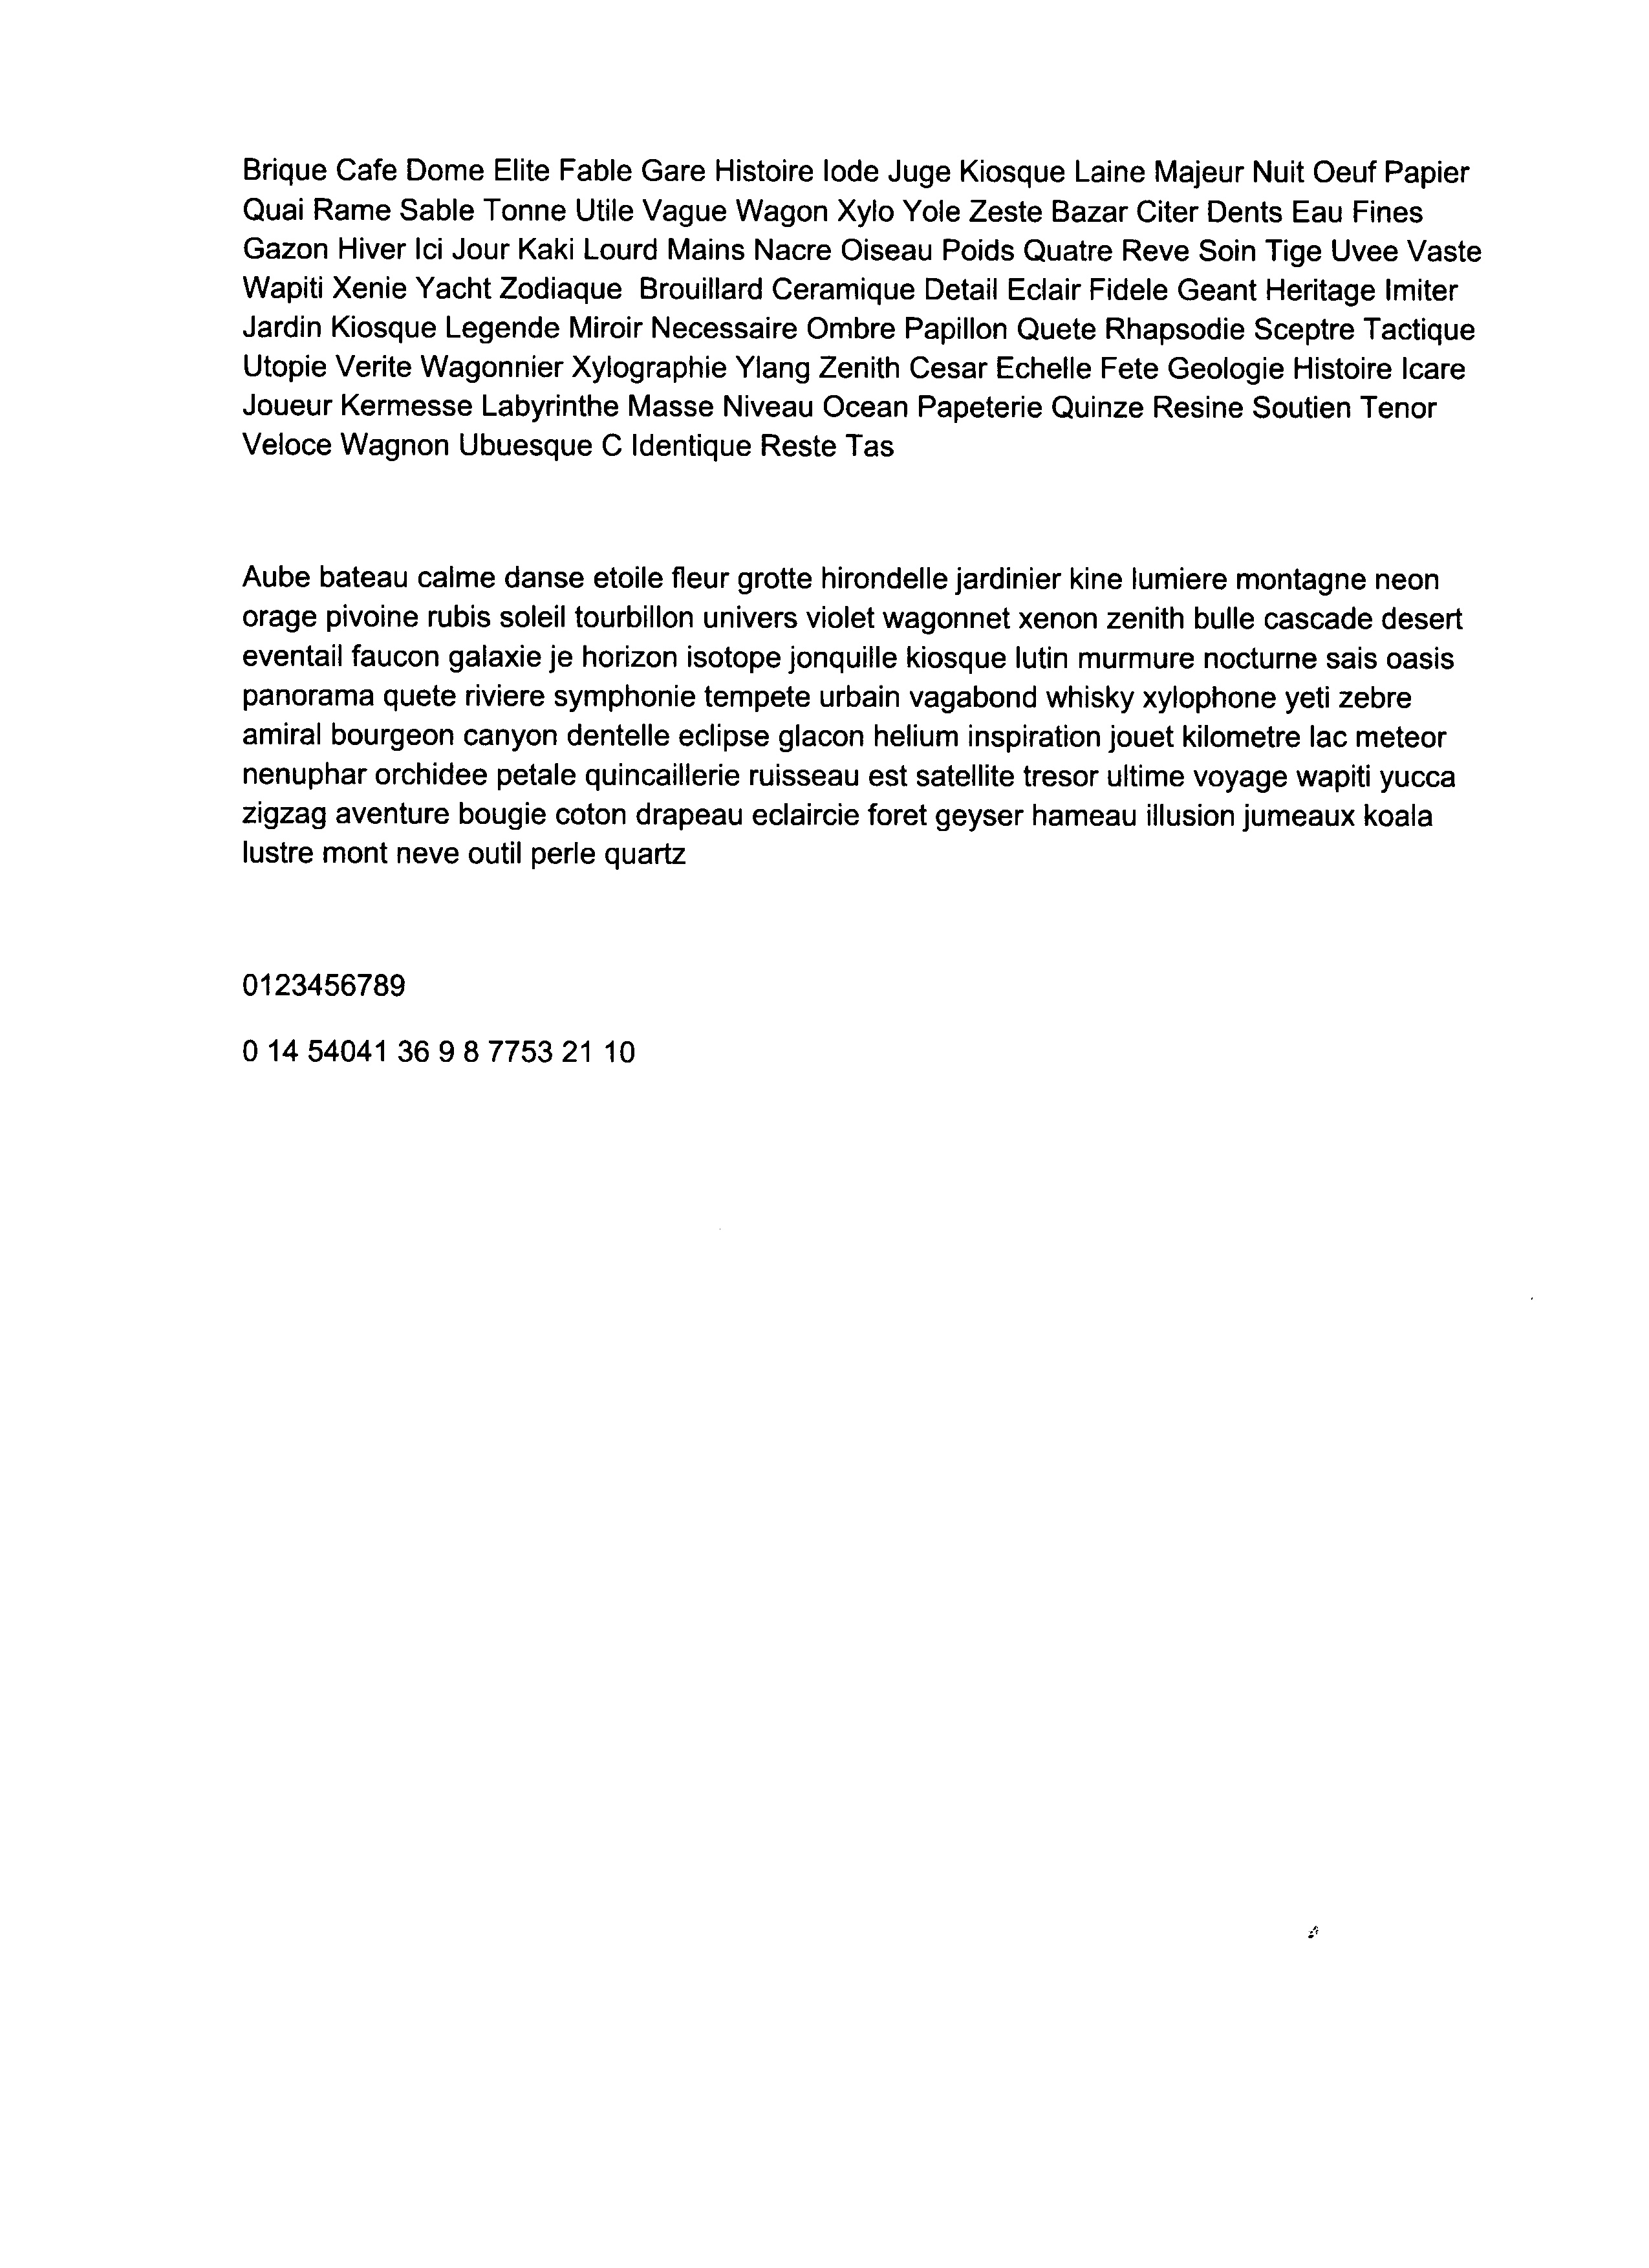 Brique Cafe Dome Elite Fable Gare Histoire Iode Juge Kiosque Laine Majeur Nuit Oeuf Papier
Quai Rame Sable Tonne Utile Vague Wagon Xylo Yole Zeste Bazar Citer Dents Eau Fines
Gazon Hiver Ici Jour Kaki Lourd Mains Nacre Oiseau Poids Quatre Reve Soin Tige Uvee Vaste
Wapiti Xenie Yacht Zodiaque  Brouillard Ceramique Detail Eclair Fidele Geant Heritage Imiter
Jardin Kiosque Legende Miroir Necessaire Ombre Papillon Quete Rhapsodie Sceptre Tactique
Utopie Verite Wagonnier Xylographie Ylang Zenith Cesar Echelle Fete Geologie Histoire Icare
Joueur Kermesse Labyrinthe Masse Niveau Ocean Papeterie Quinze Resine Soutien Tenor
Veloce Wagnon Ubuesque C Identique Reste Tas
Aube bateau calme danse etoile fleur grotte hirondelle jardinier kine lumiere montagne neon
orage pivoine rubis soleil tourbillon univers violet wagonnet xenon zenith bulle cascade desert
eventail faucon galaxie je horizon isotope jonquille kiosque lutin murmure nocturne sais oasis
panorama quete riviere symphonie tempete urbain vagabond whisky xylophone yeti zebre
amiral bourgeon canyon dentelle eclipse glacon helium inspiration jouet kilometre lac meteor
nenuphar orchidee petale quincaillerie ruisseau est satellite tresor ultime voyage wapiti yucca
zigzag aventure bougie coton drapeau eclaircie foret geyser hameau illusion jumeaux koala
lustre mont neve outil perle quartz
0123456789
0 14 54041 36 9 8 7753 21 10